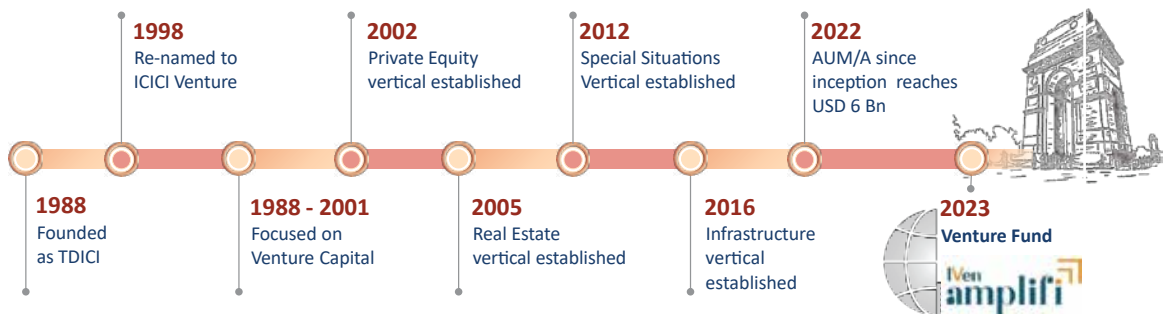 1998
Re-named to
ICICI Venture
2002
Private Equity
vertical established
2012
Special Situations
Vertical established
2022
AUM/A since
inception reaches
USD 6 Bn
1988
Founded
as TDICI
1988 - 2001
Focused on
Venture Capital
2005
Real Estate
vertical established
2016
Infrastructure
vertical
established
2023
Venture Fund
IVen
amplifi